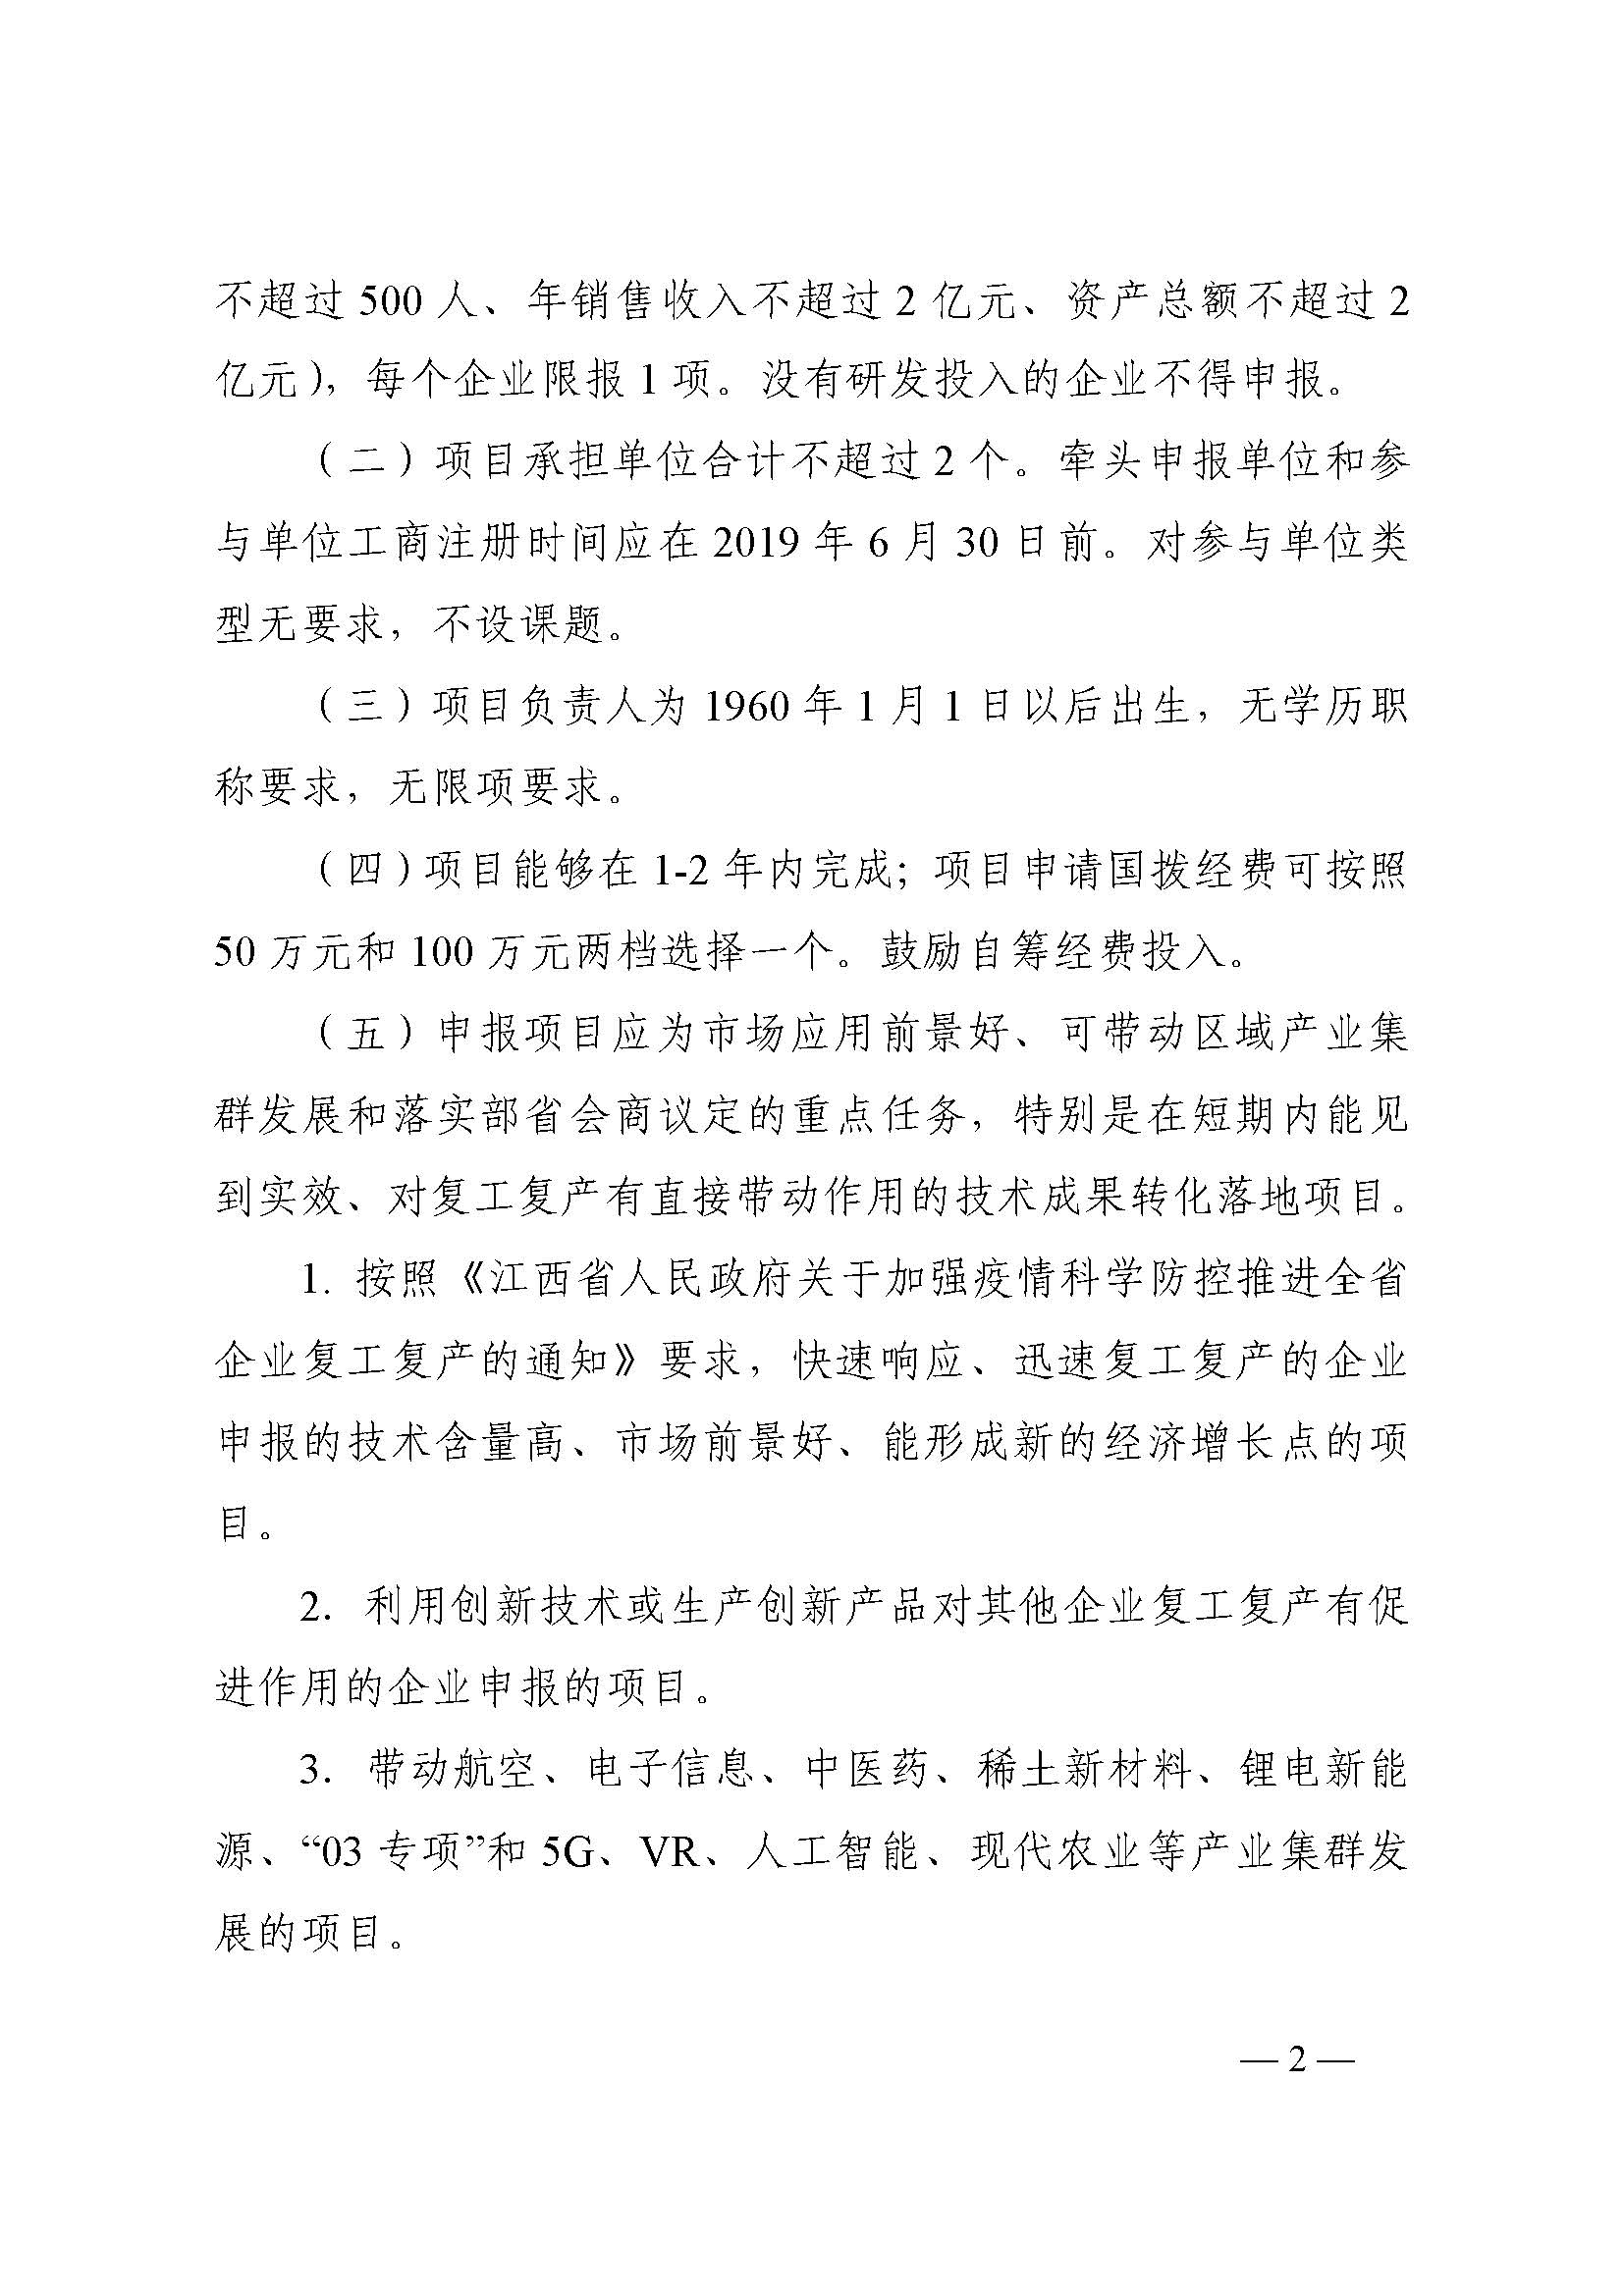 不超过 500 人、年销售收入不超过 2 亿元、资产总额不超过 2
亿元），每个企业限报 1 项。没有研发投入的企业不得申报。
（二）项目承担单位合计不超过 2 个。牵头申报单位和参
与单位工商注册时间应在 2019 年 6 月 30 日前。对参与单位类
型无要求，不设课题。
（三）项目负责人为 1960 年 1 月 1 日以后出生，无学历职
称要求，无限项要求。
（四）项目能够在 1-2 年内完成；项目申请国拨经费可按照
50 万元和 100 万元两档选择一个。鼓励自筹经费投入。
（五）申报项目应为市场应用前景好、可带动区域产业集
群发展和落实部省会商议定的重点任务，特别是在短期内能见
到实效、对复工复产有直接带动作用的技术成果转化落地项目。
1. 按照《江西省人民政府关于加强疫情科学防控推进全省
企业复工复产的通知》要求，快速响应、迅速复工复产的企业
申报的技术含量高、市场前景好、能形成新的经济增长点的项
目。
2. 利用创新技术或生产创新产品对其他企业复工复产有促
进作用的企业申报的项目。
3. 带动航空、电子信息、中医药、稀土新材料、锂电新能
源、“03 专项”和 5G、VR、人工智能、现代农业等产业集群发
展的项目。
— 2 —